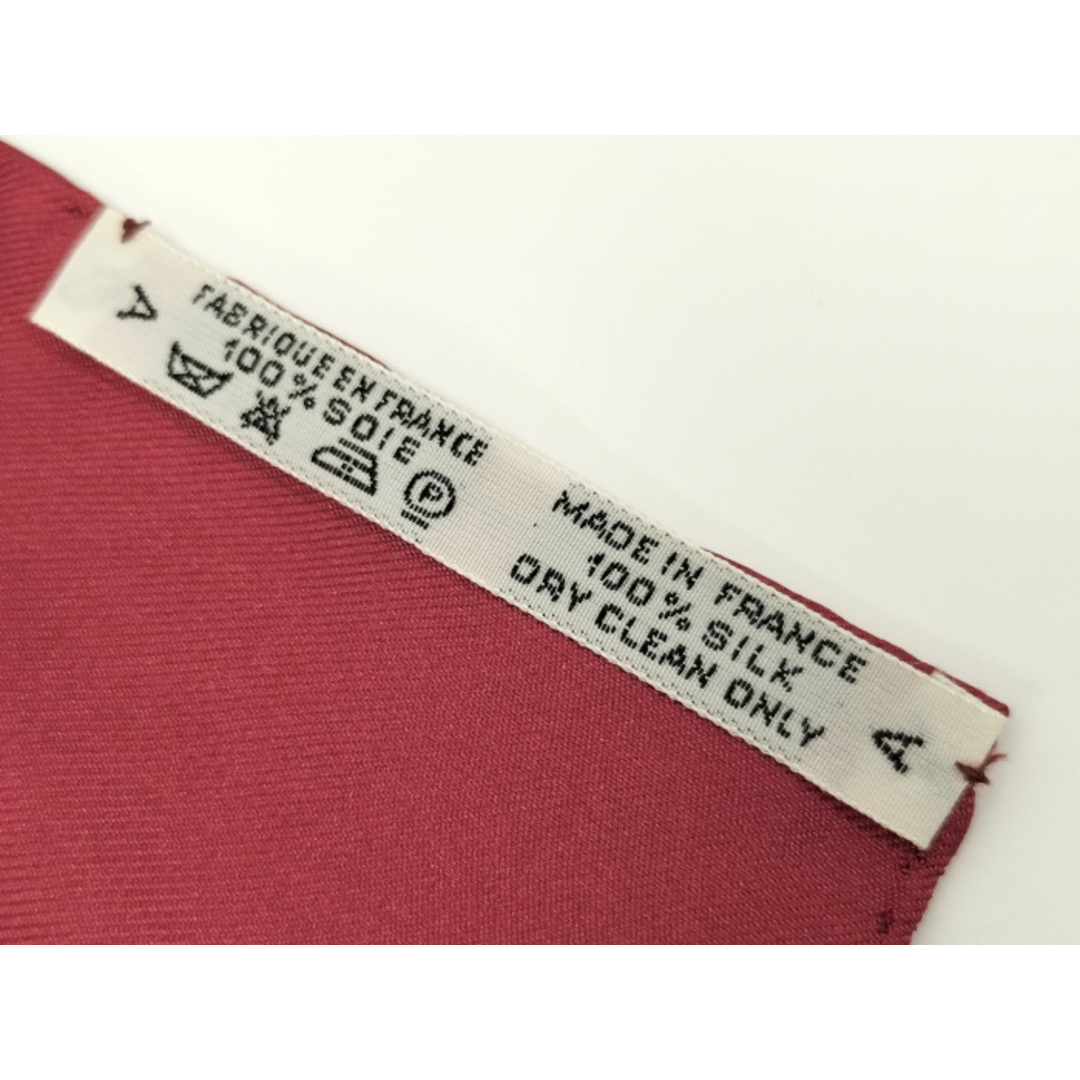 A
FABRIQUE EN FRANCE
100% SOIE
P
MADE IN FRANCE
100% SILK
DRY CLEAN ONLY
A